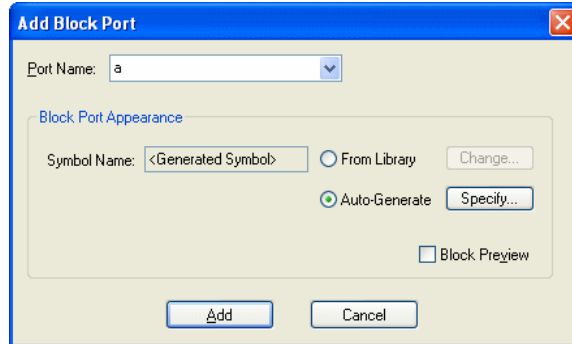 Add Block Port
Port Name: a
Block Port Appearance
Symbol Name: <Generated Symbol> From Library Change...
Auto-Generate Specify...
Block Preview
Add Cancel